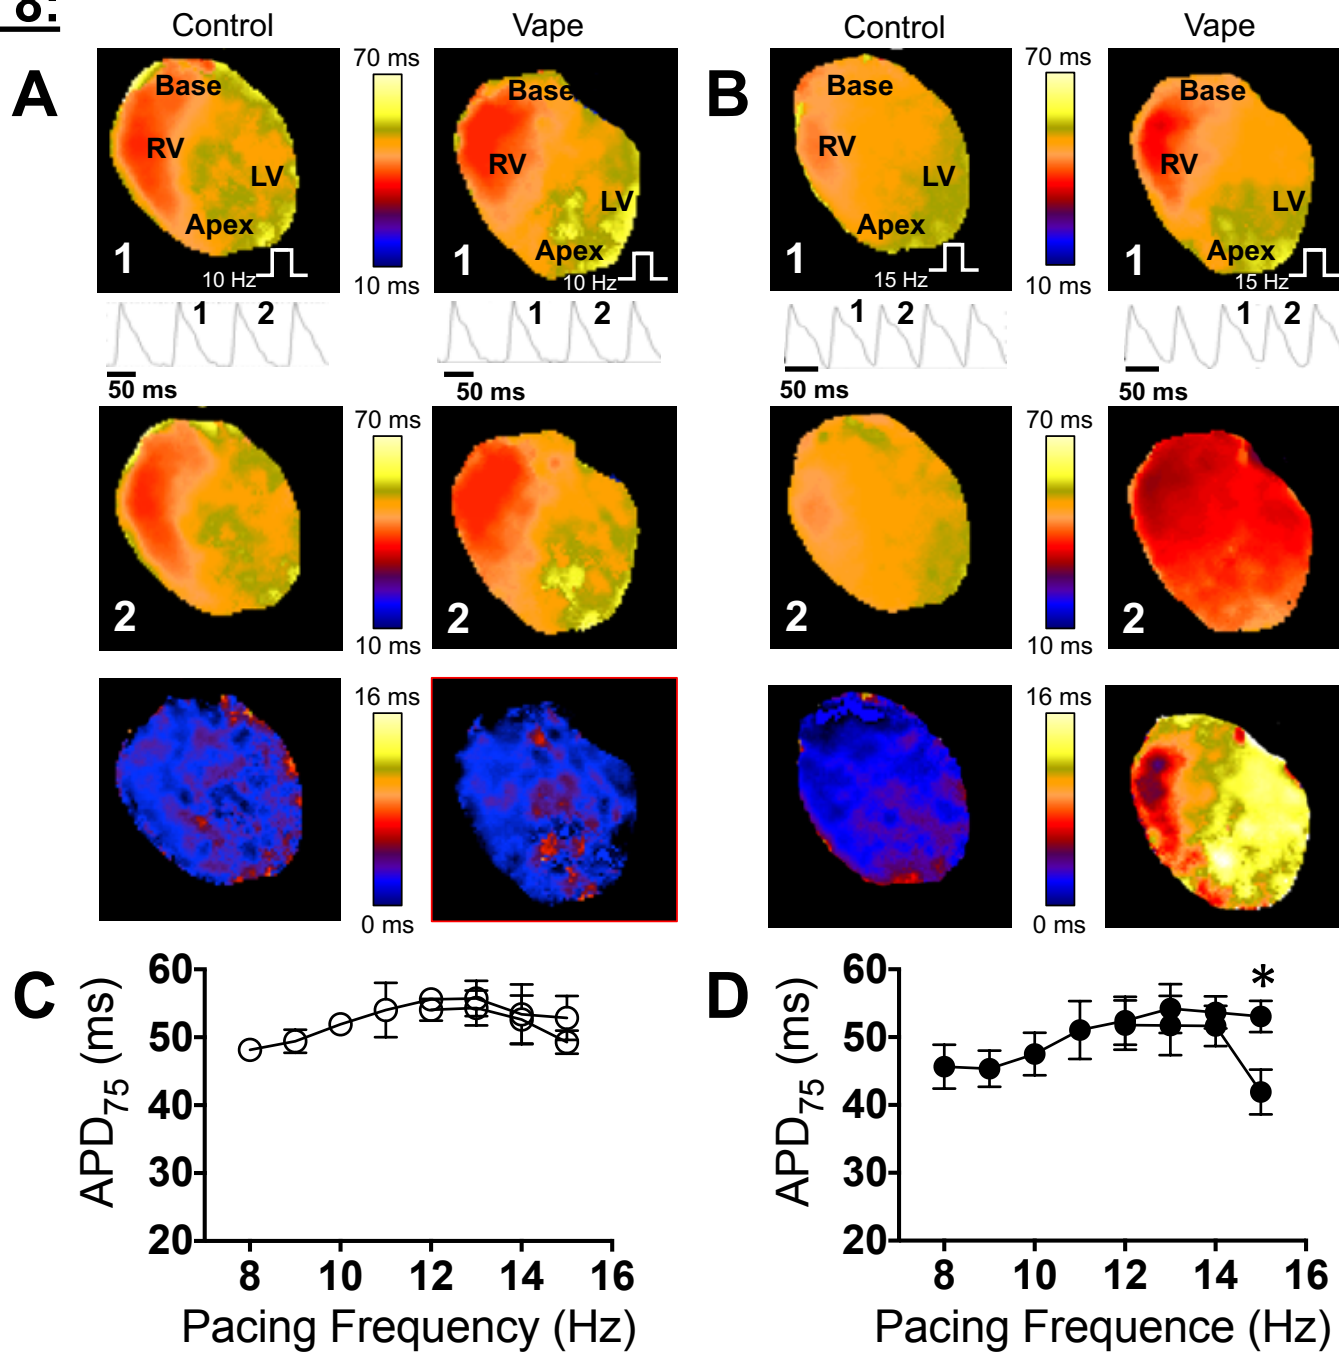 8:
Control Vape Control Vape
A B
70 ms 70 ms
Base Base Base Base
RV RV RV RV
LV LV LV LV
Apex Apex Apex Apex
1 1 1 1
10 Hz 10 Hz 15 Hz 15 Hz
10 ms 10 ms
1 2 1 2 1 2 1 2
50 ms 50 ms 50 ms 50 ms
70 ms 70 ms
2 2 2 2
10 ms 10 ms
16 ms 16 ms
0 ms 0 ms
C
APD75 (ms)
60
50
40
30
20
8 10 12 14 16
Pacing Frequency (Hz)
D
APD75 (ms)
60
50
40
30
20
*
8 10 12 14 16
Pacing Frequence (Hz)